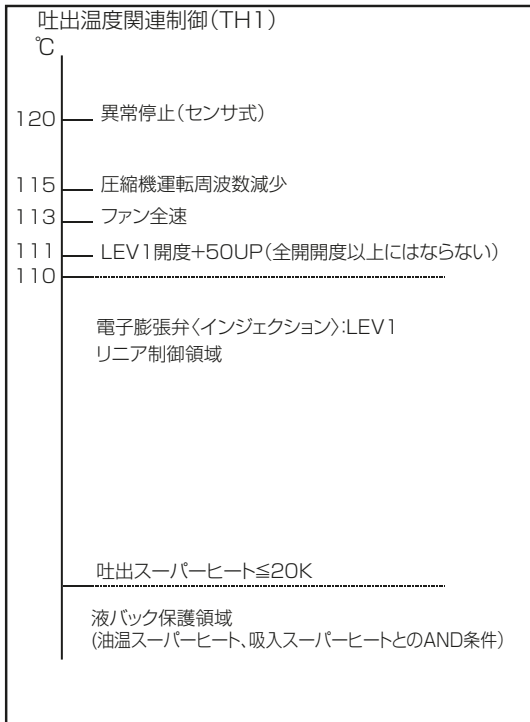 吐出温度関連制御(TH1)
℃
120 異常停止(センサ式)
115 圧縮機運転周波数減少
113 ファン全速
111 LEV1開度+50UP(全開開度以上にはならない)
110
電子膨張弁〈インジェクション〉:LEV1
リニア制御領域
吐出スーパーヒート≦20K
液バック保護領域
(油温スーパーヒート、吸入スーパーヒートとのAND条件)